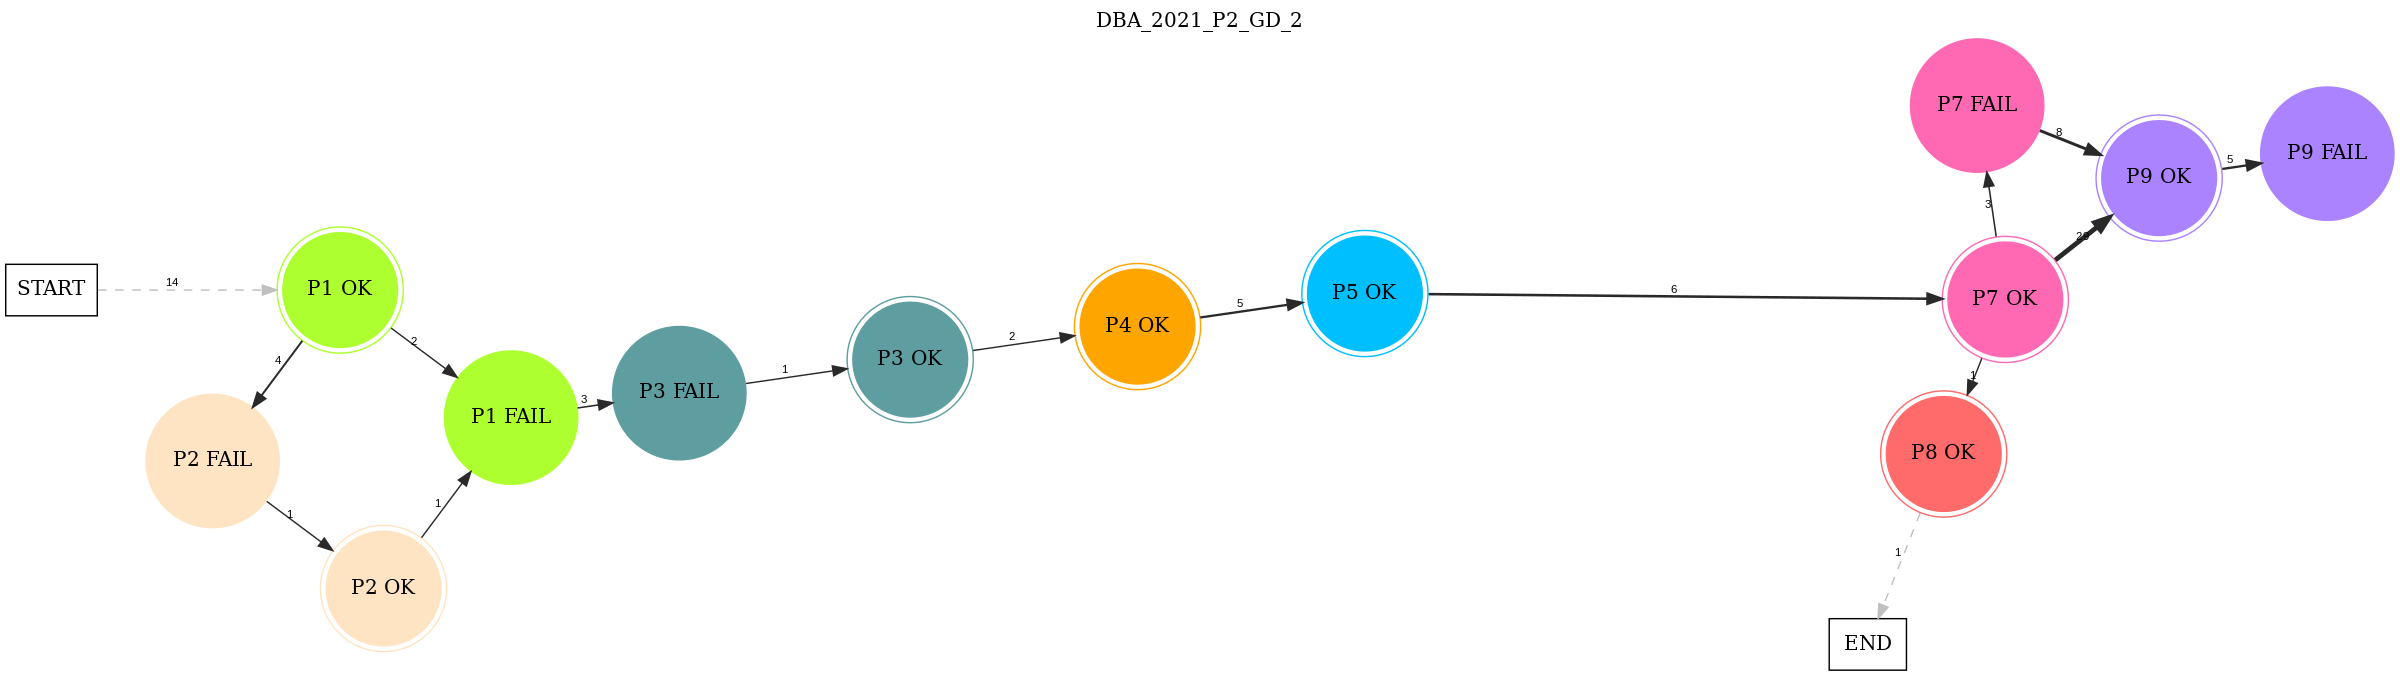 DBA_2021_P2_GD_2
P7 FAIL
8
P9 OK
5
P9 FAIL
3
START
14
P1 OK
2
4
P1 FAIL
3
P3 FAIL
1
P3 OK
2
P4 OK
5
P5 OK
6
P7 OK
1
P8 OK
P2 FAIL
1
P2 OK
1
1
END